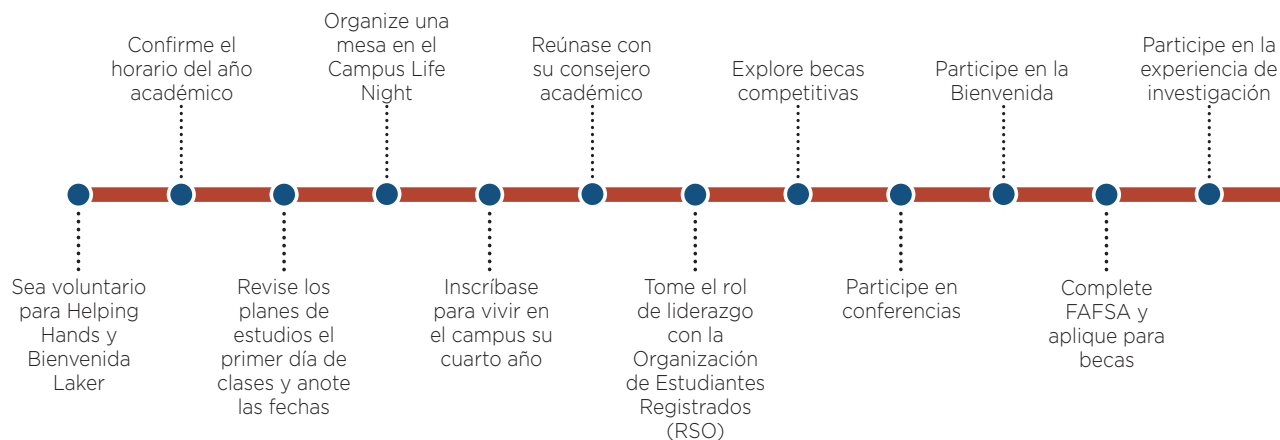 Sea voluntario
para Helping
Hands y
Bienvenida
Laker
Confirme el
horario del año
académico
Revise los
planes de
estudios el
primer día de
clases y anote
las fechas
Organize una
mesa en el
Campus Life
Night
Inscríbase
para vivir en
el campus su
cuarto año
Reúnase con
su consejero
académico
Tome el rol
de liderazgo
con la
Organización
de Estudiantes
Registrados
(RSO)
Explore becas
competitivas
Participe en
conferencias
Participe en la
Bienvenida
Complete
FAFSA y
aplique para
becas
Participe en la
experiencia de
investigación